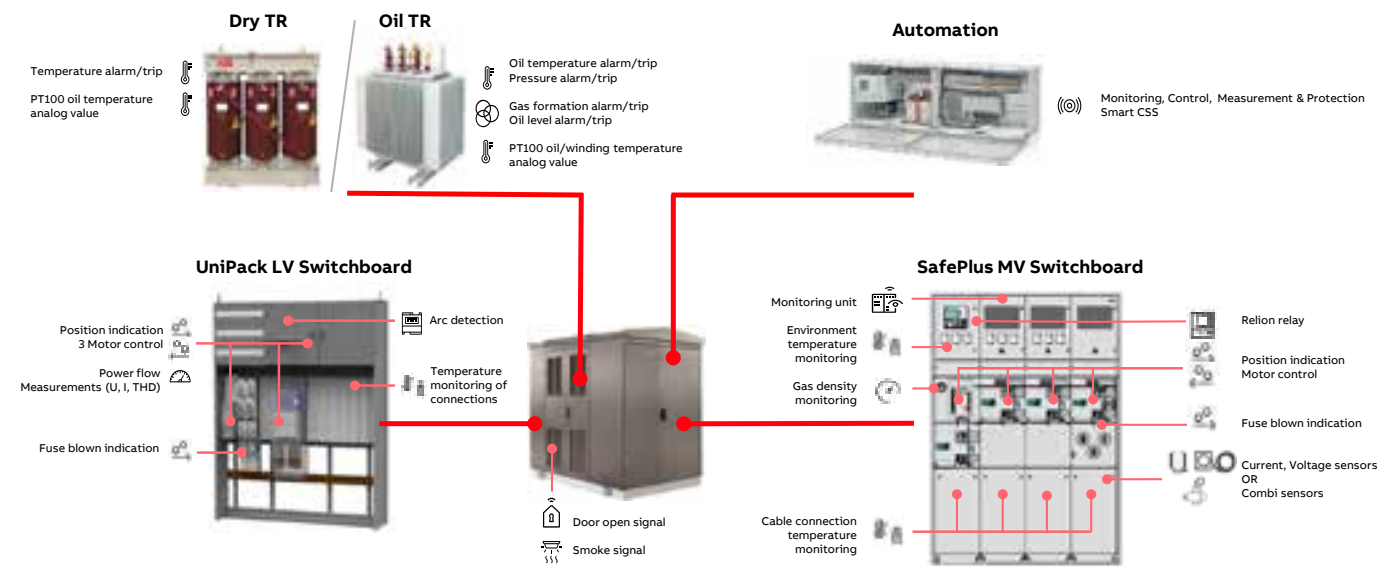 Dry TR
Oil TR
Automation
Temperature alarm/trip
PT100 oil temperature
analog value
Oil temperature alarm/trip
Pressure alarm/trip
Gas formation alarm/trip
Oil level alarm/trip
PT100 oil/winding temperature
analog value
Monitoring, Control, Measurement & Protection
Smart CSS
UniPack LV Switchboard
Position indication
3 Motor control
Power flow
Measurements (U, I, THD)
Fuse blown indication
Arc detection
Temperature
monitoring of
connections
Door open signal
Smoke signal
SafePlus MV Switchboard
Monitoring unit
Environment
temperature
monitoring
Gas density
monitoring
Cable connection
temperature
monitoring
Relion relay
Position indication
Motor control
Fuse blown indication
Current, Voltage sensors
OR
Combi sensors